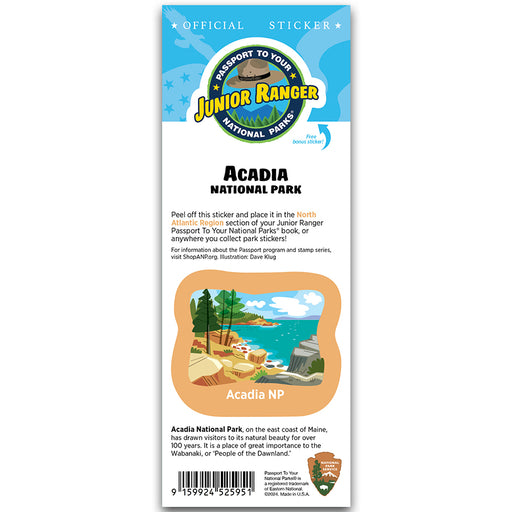 ★ OFFICIAL STICKER ★
PASSPORT TO YOUR
JUNIOR RANGER
NATIONAL PARKS®
Free
bonus sticker!
ACADIA
NATIONAL PARK
Peel off this sticker and place it in the North
Atlantic Region section of your Junior Ranger
Passport To Your National Parks® book, or
anywhere you collect park stickers!
For information about the Passport program and stamp series,
visit ShopANP.org. Illustration: Dave Klug
Acadia NP
Acadia National Park, on the east coast of Maine,
has drawn visitors to its natural beauty for over
100 years. It is a place of great importance to the
Wabanaki, or "People of the Dawnland."
NATIONAL
PARK
SERVICE
Passport To Your
National Parks® is
a registered trademark
of Eastern National.
©2024. Made in U.S.A.
9 159924 525951